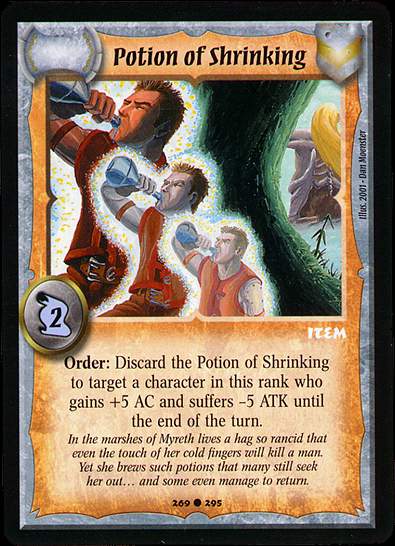 Potion of Shrinking
Illus. 2001 - Dan Moenster
ITEM
2
Order: Discard the Potion of Shrinking
to target a character in this rank who
gains +5 AC and suffers –5 ATK until
the end of the turn.
In the marshes of Myreth lives a hag so rancid that
even the touch of her cold fingers will kill a man.
Yet she brews such potions that many still seek
her out... and some even manage to return.
269 ● 295